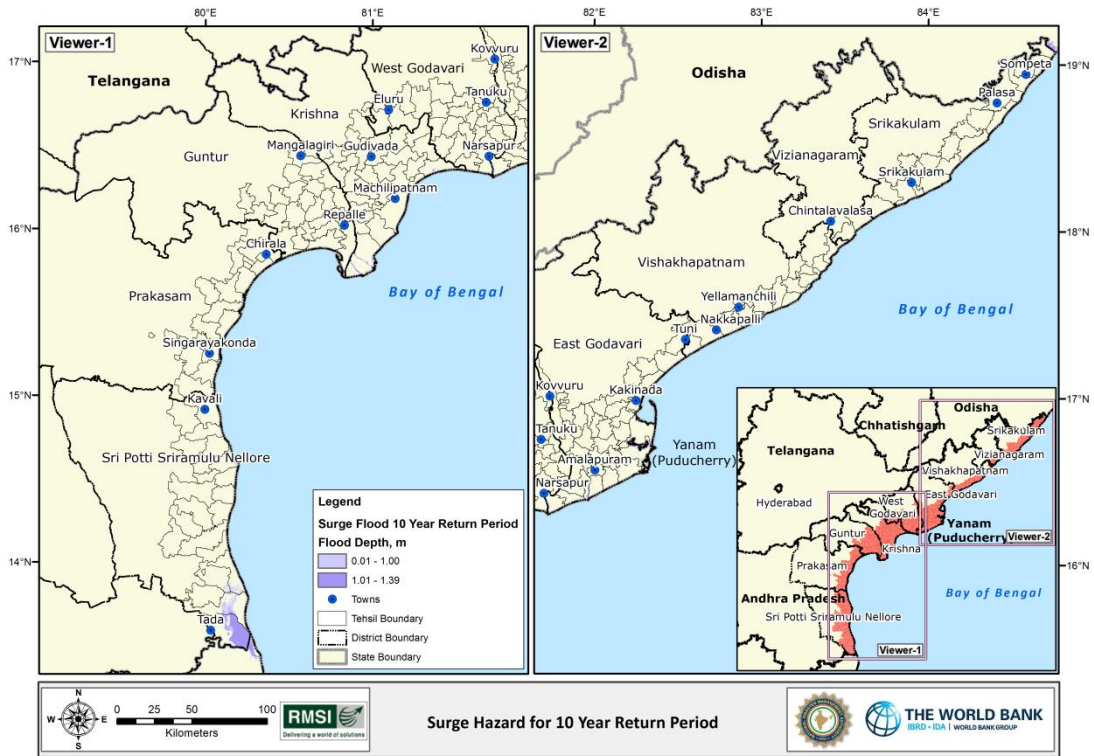 80°E
81°E
82°E
83°E
84°E
Viewer-1
17°N
16°N
15°N
14°N
Telangana
West Godavari
Kovvuru
Eluru
Tanuku
Krishna
Guntur
Mangalagiri
Gudivada
Narsapur
Machilipatnam
Repalle
Chirala
Prakasam
Bay of Bengal
Singarayakonda
Kavali
Sri Potti Sriramulu Nellore
Tada
Legend
Surge Flood 10 Year Return Period
Flood Depth, m
0.01 - 1.00
1.01 - 1.39
Towns
Tehsil Boundary
District Boundary
State Boundary
Viewer-2
19°N
18°N
17°N
16°N
Sompeta
Odisha
Palasa
Srikakulam
Vizianagaram
Srikakulam
Chintalavalasa
Vishakhapatnam
Yellamanchili
Nakkapalli
Tuni
Bay of Bengal
East Godavari
Kovvuru
Kakinada
Tanuku
Yanam
(Puducherry)
Amalapuram
Narsapur
Odisha
Chhatishgarh
Srikakulam
Telangana
Vizianagaram
Vishakhapatnam
Hyderabad
East Godavari
West
Godavari
Yanam
(Puducherry)
Viewer-2
Guntur
Krishna
Prakasam
Andhra Pradesh
Bay of Bengal
Sri Potti Sriramulu Nellore
Viewer-1
N
W
E
S
0 25 50 100
Kilometers
RMSI
Delivering a world of solutions
Surge Hazard for 10 Year Return Period
THE WORLD BANK
IBRD • IDA | WORLD BANK GROUP